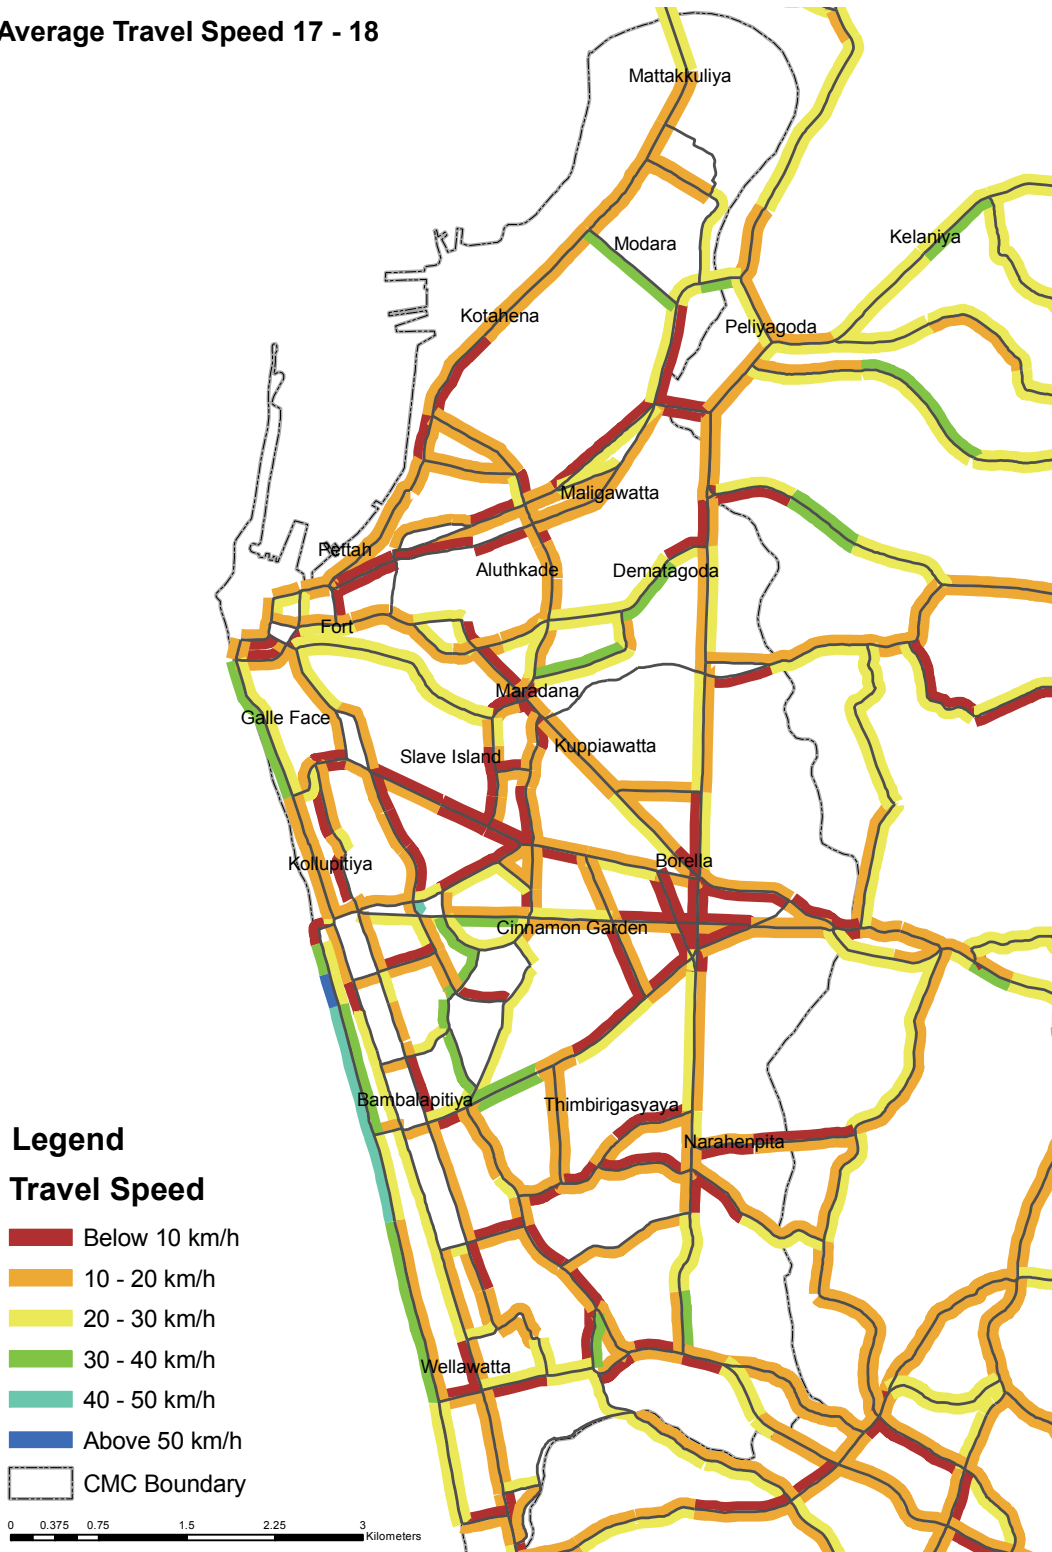 Average Travel Speed 17 - 18
Mattakkuliya
Modara
Kelaniya
Kotahena
Peliyagoda
Maligawatta
Pettah
Aluthkade
Dematagoda
Fort
Maradana
Galle Face
Kuppiawatta
Slave Island
Kollupitiya
Borella
Cinnamon Garden
Bambalapitiya
Thimbirigasyaya
Narahenpita
Wellawatta
Legend
Travel Speed
Below 10 km/h
10 - 20 km/h
20 - 30 km/h
30 - 40 km/h
40 - 50 km/h
Above 50 km/h
CMC Boundary
0 0.375 0.75 1.5 2.25 3
Kilometers